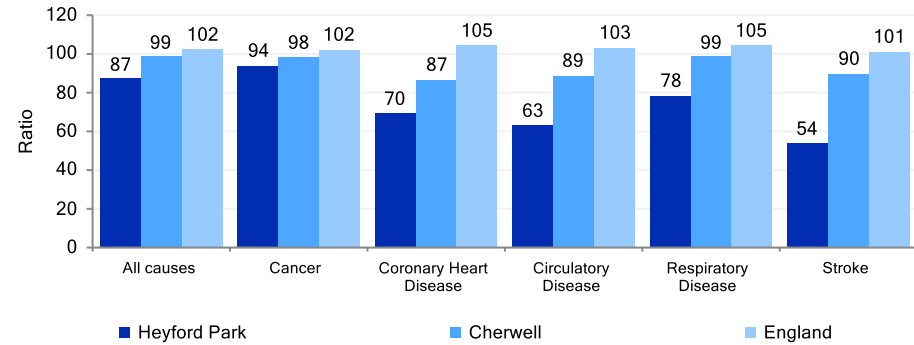 120
100
80
60
40
20
0
Ratio
87 99 102
94 98 102
70 87 105
63 89 103
78 99 105
54 90 101
All causes
Cancer
Coronary Heart
Disease
Circulatory
Disease
Respiratory
Disease
Stroke
Heyford Park
Cherwell
England